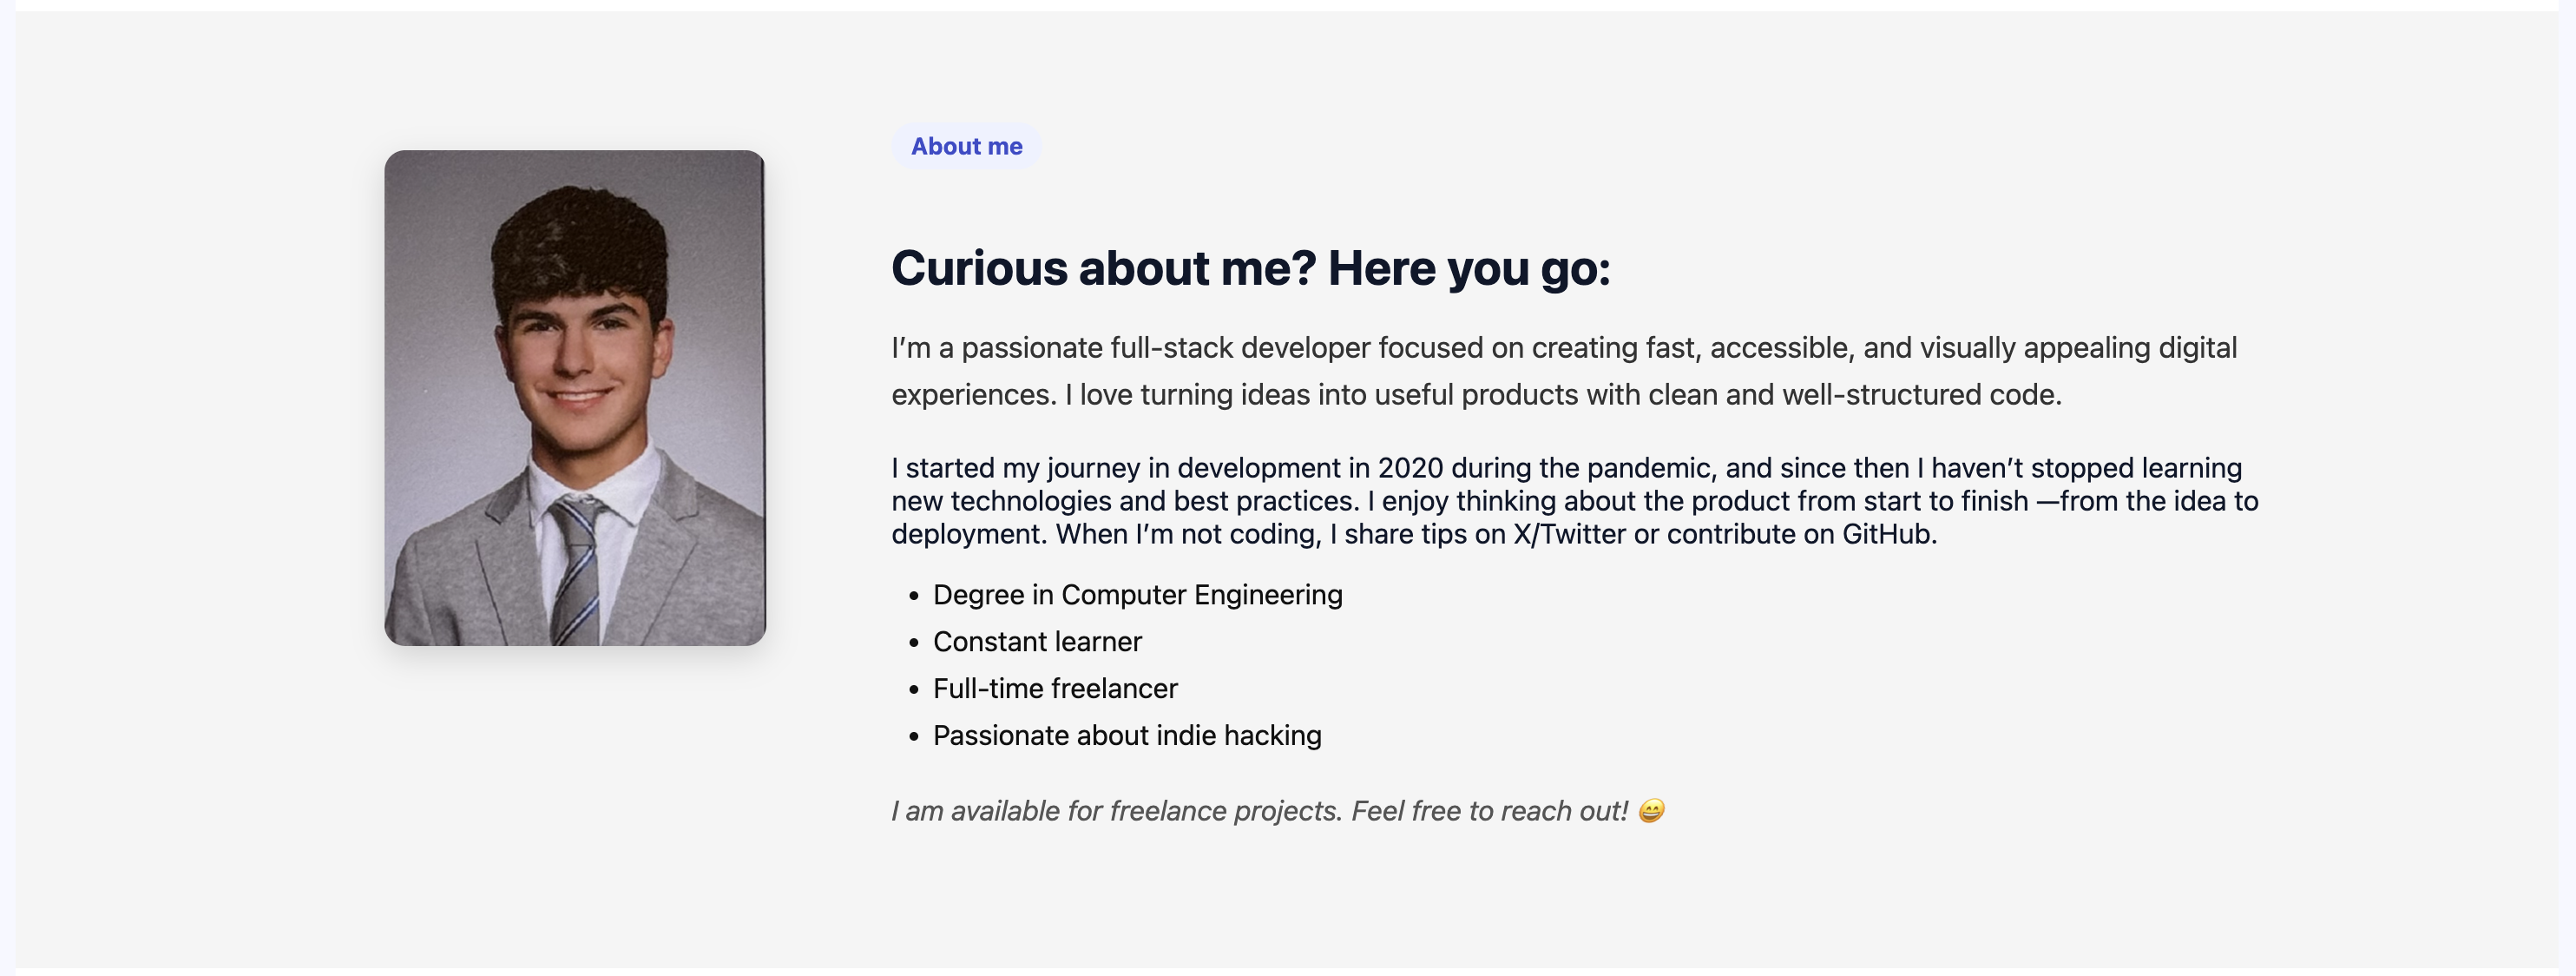 About me
Curious about me? Here you go:
I’m a passionate full-stack developer focused on creating fast, accessible, and visually appealing digital
experiences. I love turning ideas into useful products with clean and well-structured code.
I started my journey in development in 2020 during the pandemic, and since then I haven’t stopped learning
new technologies and best practices. I enjoy thinking about the product from start to finish —from the idea to
deployment. When I’m not coding, I share tips on X/Twitter or contribute on GitHub.
• Degree in Computer Engineering
• Constant learner
• Full-time freelancer
• Passionate about indie hacking
I am available for freelance projects. Feel free to reach out! 😄